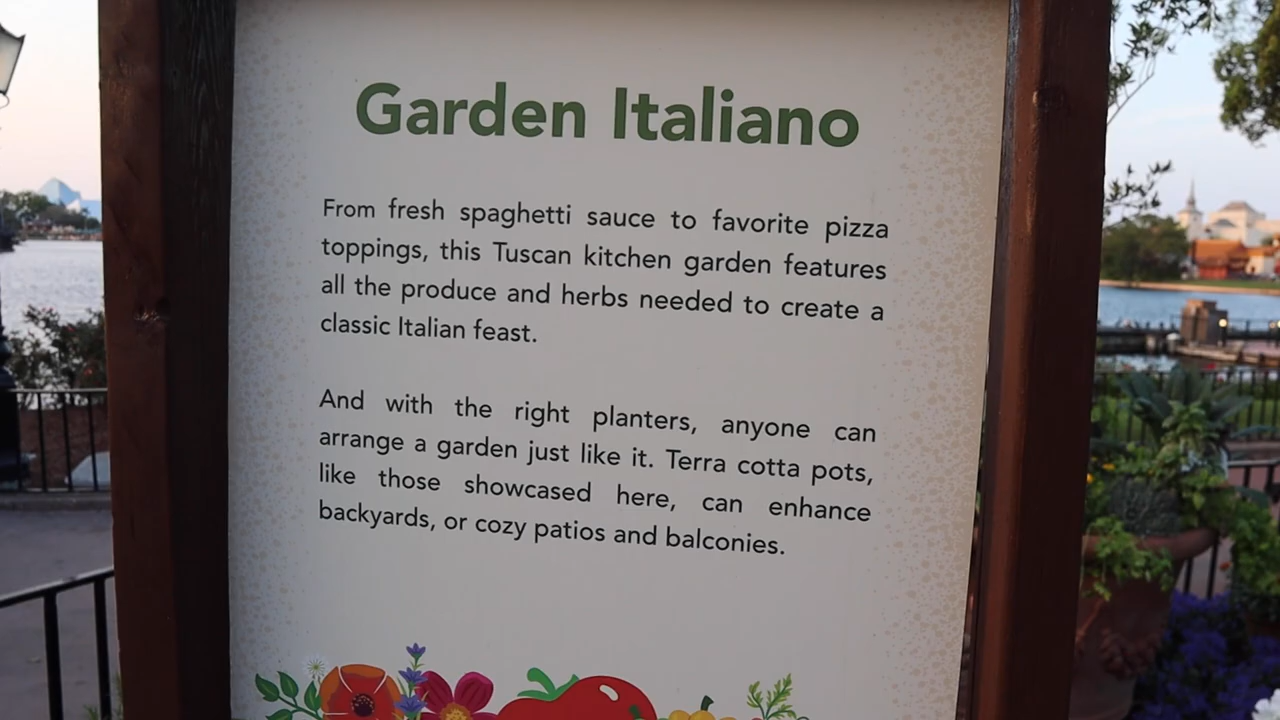 Garden Italiano
From fresh spaghetti sauce to favorite pizza
toppings, this Tuscan kitchen garden features
all the produce and herbs needed to create a
classic Italian feast.
And with the right planters, anyone can
arrange a garden just like it. Terra cotta pots,
like those showcased here, can enhance
backyards, or cozy patios and balconies.